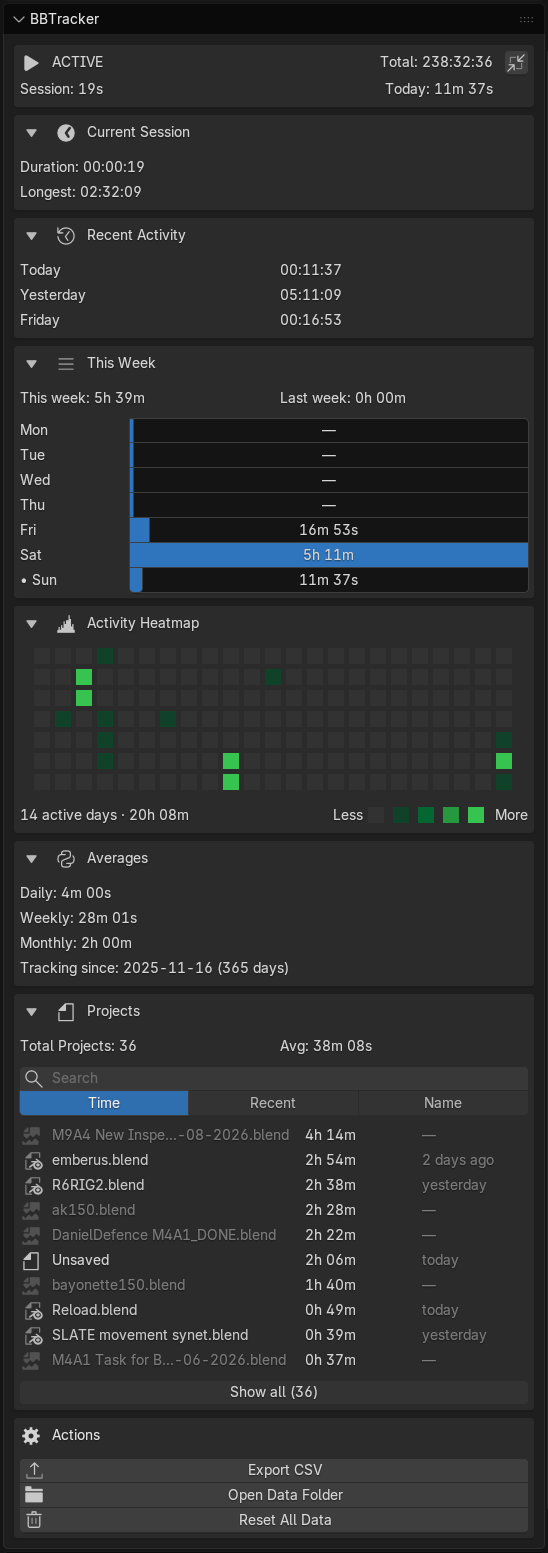 BBTracker
ACTIVE Total: 238:32:36
Session: 19s Today: 11m 37s
Current Session
Duration: 00:00:19
Longest: 02:32:09
Recent Activity
Today 00:11:37
Yesterday 05:11:09
Friday 00:16:53
This Week
This week: 5h 39m Last week: 0h 00m
Mon —
Tue —
Wed —
Thu —
Fri 16m 53s
Sat 5h 11m
• Sun 11m 37s
Activity Heatmap
14 active days · 20h 08m Less More
Averages
Daily: 4m 00s
Weekly: 28m 01s
Monthly: 2h 00m
Tracking since: 2025-11-16 (365 days)
Projects
Total Projects: 36 Avg: 38m 08s
Search
Time Recent Name
M9A4 New Inspe...-08-2026.blend 4h 14m —
emberus.blend 2h 54m 2 days ago
R6RIG2.blend 2h 38m yesterday
ak150.blend 2h 28m —
DanielDefence M4A1_DONE.blend 2h 22m —
Unsaved 2h 06m today
bayonette150.blend 1h 40m —
Reload.blend 0h 49m today
SLATE movement synet.blend 0h 39m yesterday
M4A1 Task for B...-06-2026.blend 0h 37m —
Show all (36)
Actions
Export CSV
Open Data Folder
Reset All Data